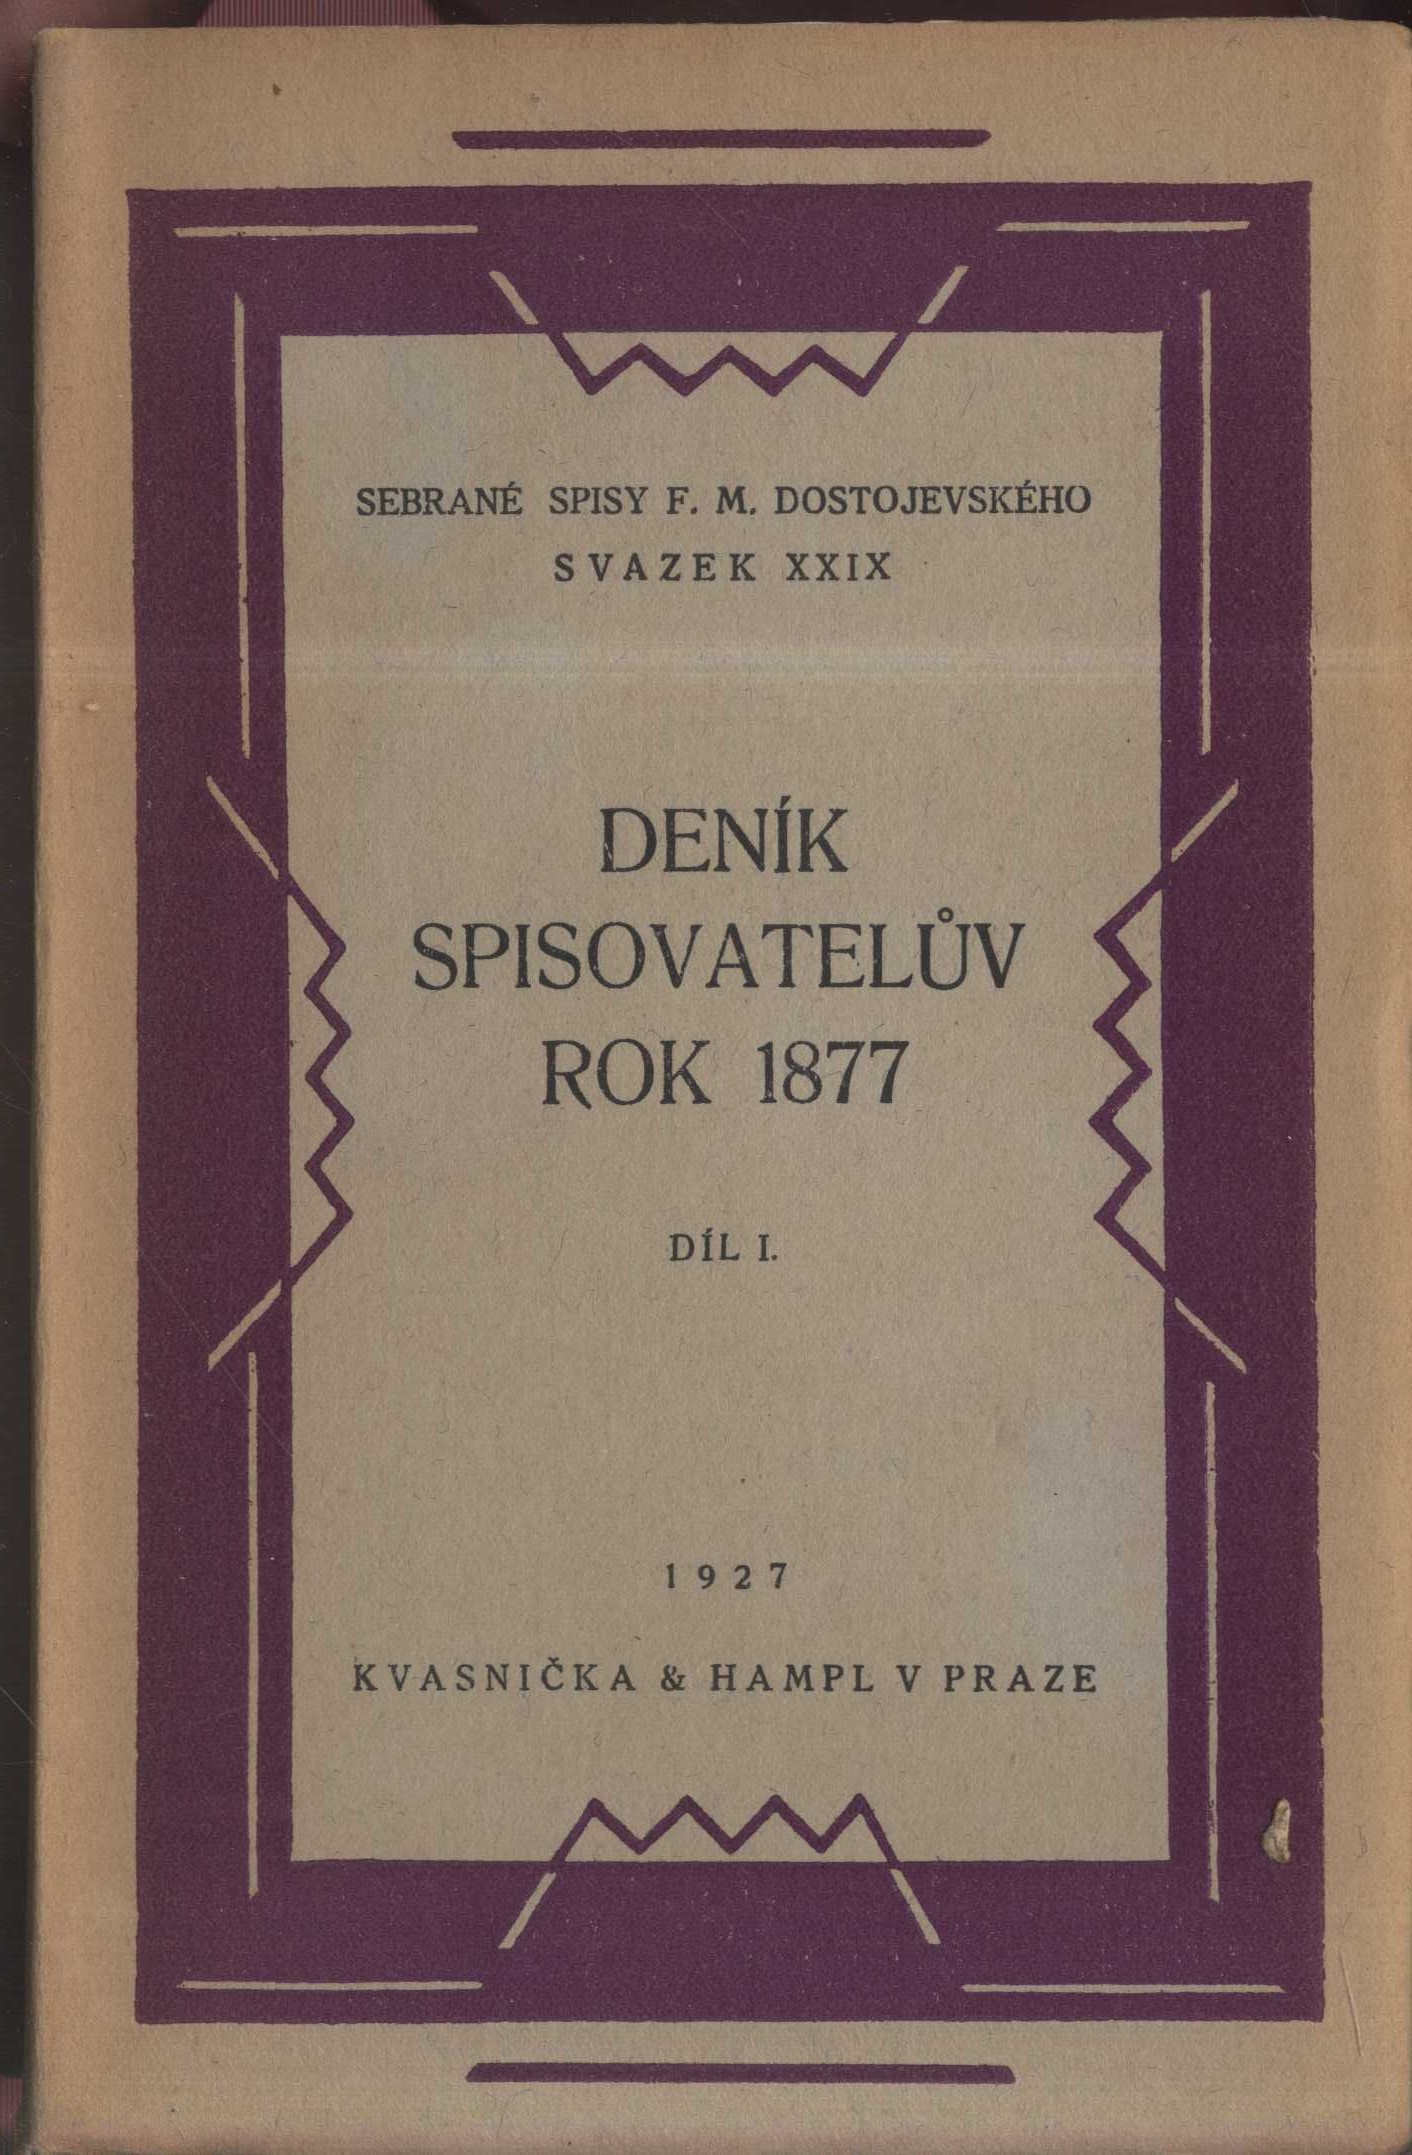 SEBRANÉ SPISY F. M. DOSTOJEVSKÉHO
SVAZEK XXIX
DENÍK
SPISOVATELŮV
ROK 1877
DÍL I.
1927
KVASNIČKA & HAMPL V PRAZE